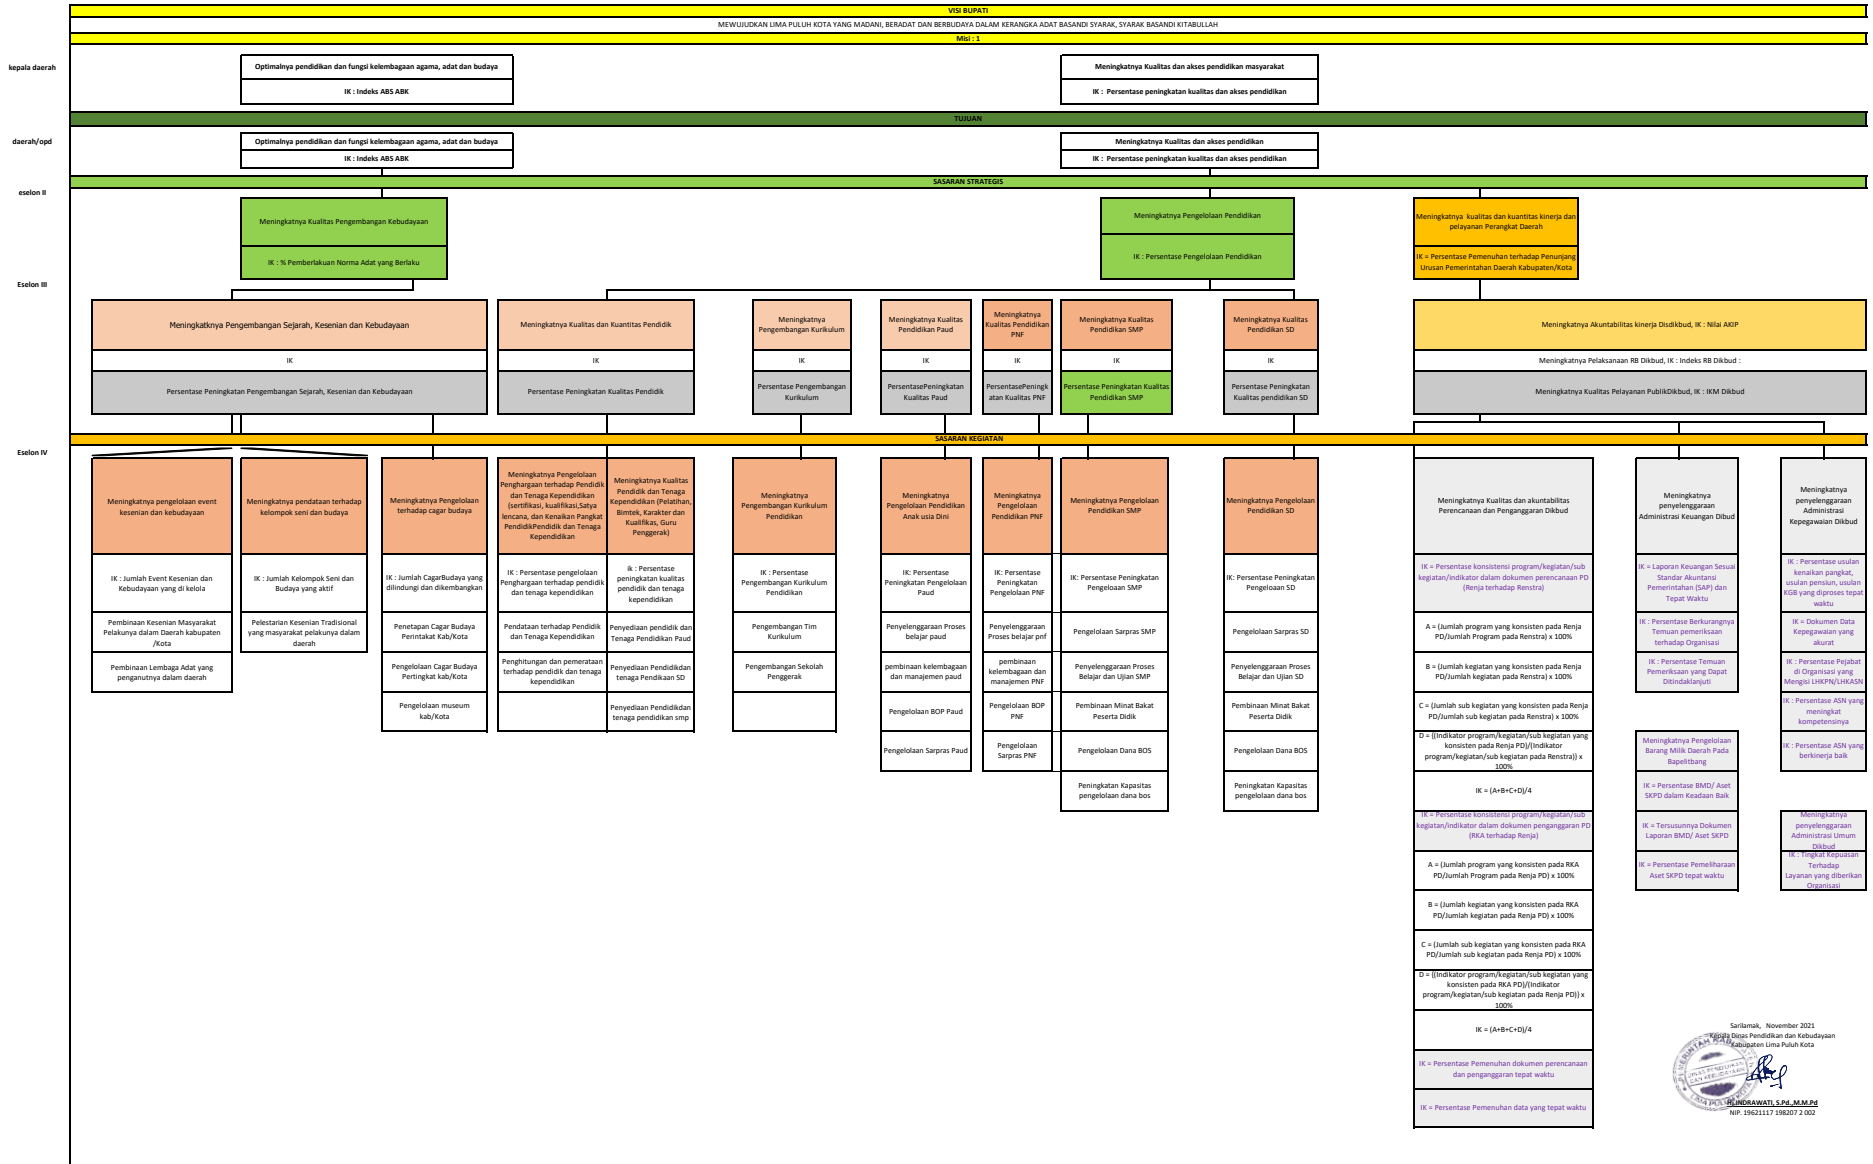 VISI BUPATI
MEWUJUDKAN LIMA PULUH KOTA YANG MADANI, BERADAT DAN BERBUDAYA DALAM KERANGKA ADAT BASANDI SYARAK, SYARAK BASANDI KITABULLAH
Misi : 1
kepala daerah
Optimalnya pendidikan dan fungsi kelembagaan agama, adat dan budaya
IK : Indeks ABS ABK
Meningkatnya Kualitas dan akses pendidikan masyarakat
IK : Persentase peningkatan kualitas dan akses pendidikan
TUJUAN
daerah/opd
Optimalnya pendidikan dan fungsi kelembagaan agama, adat dan budaya
IK : Indeks ABS ABK
Meningkatnya Kualitas dan akses pendidikan
IK : Persentase peningkatan kualitas dan akses pendidikan
SASARAN STRATEGIS
eselon II
Meningkatnya Kualitas Pengembangan Kebudayaan
IK : % Pemberlakuan Norma Adat yang Berlaku
Meningkatnya Pengelolaan Pendidikan
IK : Persentase Pengelolaan Pendidikan
Meningkatnya kualitas dan kuantitas kinerja dan
pelayanan Perangkat Daerah
IK = Persentase Pemenuhan terhadap Penunjang
Urusan Pemerintahan Daerah Kabupaten/Kota
Eselon III
Meningkatknya Pengembangan Sejarah, Kesenian dan Kebudayaan
IK
Persentase Peningkatan Pengembangan Sejarah, Kesenian dan Kebudayaan
Meningkatnya Kualitas dan Kuantitas Pendidik
IK
Persentase Peningkatan Kualitas Pendidik
Meningkatnya
Pengembangan Kurikulum
IK
Persentase Pengembangan
Kurikulum
Meningkatnya Kualitas
Pendidikan Paud
IK
PersentasePeningkatan
Kualitas Paud
Meningkatnya
Kualitas Pendidikan
PNF
IK
PersentasePeningk
atan Kualitas PNF
Meningkatnya Kualitas
Pendidikan SMP
IK
Persentase Peningkatan Kualitas
Pendidikan SMP
Meningkatnya Kualitas
Pendidikan SD
IK
Persentase Peningkatan
Kualitas pendidikan SD
Meningkatnya Akuntabilitas kinerja Disdikbud, IK : Nilai AKIP
Meningkatnya Pelaksanaan RB Dikbud, IK : Indeks RB Dikbud :
Meningkatnya Kualitas Pelayanan PublikDikbud, IK : IKM Dikbud
SASARAN KEGIATAN
Eselon IV
Meningkatnya pengelolaan event
kesenian dan kebudayaan
IK : Jumlah Event Kesenian dan
Kebudayaan yang di kelola
Pembinaan Kesenian Masyarakat
Pelakunya dalam Daerah kabupaten
/Kota
Pembinaan Lembaga Adat yang
penganutnya dalam daerah
Meningkatnya pendataan terhadap
kelompok seni dan budaya
IK : Jumlah Kelompok Seni dan
Budaya yang aktif
Pelestarian Kesenian Tradisional
yang masyarakat pelakunya dalam
daerah
Meningkatnya Pengelolaan
terhadap cagar budaya
IK : Jumlah CagarBudaya yang
dilindungi dan dikembangkan
Penetapan Cagar Budaya
Perintakat Kab/Kota
Pengelolaan Cagar Budaya
Pertingkat kab/Kota
Pengelolaan museum
kab/Kota
Meningkatnya Pengelolaan
Penghargaan terhadap Pendidik
dan Tenaga Kependidikan
(sertifikasi, kualifikasi,Satya
lencana, dan Kenaikan Pangkat
PendidikPendidik dan Tenaga
Kependidikan
IK : Persentase pengelolaan
Penghargaan terhadap pendidik
dan tenaga kependidikan
Pendataan terhadap Pendidik
dan Tenaga Kependidikan
Penghitungan dan pemerataan
terhadap pendidik dan tenaga
kependidikan
Meningkatnya Kualitas
Pendidik dan Tenaga
Kependidikan (Pelatihan,
Bimtek, Karakter dan
Kualifikas, Guru
Penggerak)
ik : Persentase
peningkatan kualitas
pendidik dan tenaga
kependidikan
Penyediaan pendidik dan
Tenaga Pendidikan Paud
Penyediaan Pendidikdan
tenaga Pendikaan SD
Penyediaan Pendidikdan
tenaga pendidikan smp
Meningkatnya
Pengembangan Kurikulum
Pendidikan
IK : Persentase
Pengembangan Kurikulum
Pendidikan
Pengembangan Tim
Kurikulum
Pengembangan Sekolah
Penggerak
Meningkatnya
Pengelolaan Pendidikan
Anak usia Dini
IK: Persentase
Peningkatan Pengelolaan
Paud
Penyelenggaraan Proses
belajar paud
pembinaan kelembagaan
dan manajemen paud
Pengelolaan BOP Paud
Pengelolaan Sarpras Paud
Meningkatnya
Pengelolaan
Pendidikan PNF
IK: Persentase
Peningkatan
Pengelolaan PNF
Penyelenggaraan
Proses belajar pnf
pembinaan
kelembagaan dan
manajemen PNF
Pengelolaan BOP
PNF
Pengelolaan
Sarpras PNF
Meningkatnya Pengelolaan
Pendidikan SMP
IK: Persentase Peningkatan
Pengeloaan SMP
Pengelolaan Sarpras SMP
Penyelenggaraan Proses
Belajar dan Ujian SMP
Pembinaan Minat Bakat
Peserta Didik
Pengelolaan Dana BOS
Peningkatan Kapasitas
pengelolaan dana bos
Meningkatnya Pengelolaan
Pendidikan SD
IK: Persentase Peningkatan
Pengeloaan SD
Pengelolaan Sarpras SD
Penyelenggaraan Proses
Belajar dan Ujian SD
Pembinaan Minat Bakat
Peserta Didik
Pengelolaan Dana BOS
Peningkatan Kapasitas
pengelolaan dana bos
Meningkatnya Kualitas dan akuntabilitas
Perencanaan dan Penganggaran Dikbud
IK = Persentase konsistensi program/kegiatan/sub
kegiatan/indikator dalam dokumen perencanaan PD
(Renja terhadap Renstra)
A = (Jumlah program yang konsisten pada Renja
PD/Jumlah Program pada Renstra) x 100%
B = (Jumlah kegiatan yang konsisten pada Renja
PD/Jumlah kegiatan pada Renstra) x 100%
C = (Jumlah sub kegiatan yang konsisten pada Renja
PD/Jumlah sub kegiatan pada Renstra) x 100%
D = {(Indikator program/kegiatan/sub kegiatan yang
konsisten pada Renja PD)/(Indikator
program/kegiatan/sub kegiatan pada Renstra)} x
100%
IK = (A+B+C+D)/4
IK = Persentase konsistensi program/kegiatan/sub
kegiatan/indikator dalam dokumen penganggaran PD
(RKA terhadap Renja)
A = (Jumlah program yang konsisten pada RKA
PD/Jumlah Program pada Renja PD) x 100%
B = (Jumlah kegiatan yang konsisten pada RKA
PD/Jumlah kegiatan pada Renja PD) x 100%
C = (Jumlah sub kegiatan yang konsisten pada RKA
PD/Jumlah sub kegiatan pada Renja PD) x 100%
D = {(Indikator program/kegiatan/sub kegiatan yang
konsisten pada RKA PD)/(Indikator
program/kegiatan/sub kegiatan pada Renja PD)} x
100%
IK = (A+B+C+D)/4
IK = Persentase Pemenuhan dokumen perencanaan
dan penganggaran tepat waktu
IK = Persentase Pemenuhan data yang tepat waktu
Meningkatnya
penyelenggaraan
Administrasi Keuangan Dibud
IK = Laporan Keuangan Sesuai
Standar Akuntansi
Pemerintahan (SAP) dan
Tepat Waktu
IK : Persentase Berkurangnya
Temuan pemeriksaan
terhadap Organisasi
IK : Persentase Temuan
Pemeriksaan yang Dapat
Ditindaklanjuti
Meningkatnya Pengelolaan
Barang Milik Daerah Pada
Bapelitbang
IK = Persentase BMD/ Aset
SKPD dalam Keadaan Baik
IK = Tersusunnya Dokumen
Laporan BMD/ Aset SKPD
IK = Persentase Pemeliharaan
Aset SKPD tepat waktu
Meningkatnya
penyelenggaraan
Administrasi
Kepegawaian Dikbud
IK : Persentase usulan
kenaikan pangkat,
usulan pensiun, usulan
KGB yang diproses tepat
waktu
IK = Dokumen Data
Kepegawaian yang
akurat
IK : Persentase Pejabat
di Organisasi yang
Mengisi LHKPN/LHKASN
IK : Persentase ASN yang
meningkat
kompetensinya
IK : Persentase ASN yang
berkinerja baik
Meningkatnya
penyelenggaraan
Administrasi Umum
Dikbud
IK : Tingkat Kepuasan
Terhadap
Layanan yang diberikan
Organisasi
Sarilamak, November 2021
Kepala Dinas Pendidikan dan Kebudayaan
Kabupaten Lima Puluh Kota
DINAS PENDIDIKAN
DAN KEBUDAYAAN
LIMA PULUH KOTA
Hj.INDRAWATI, S.Pd.,M.M.Pd
NIP. 19621117 198207 2 002